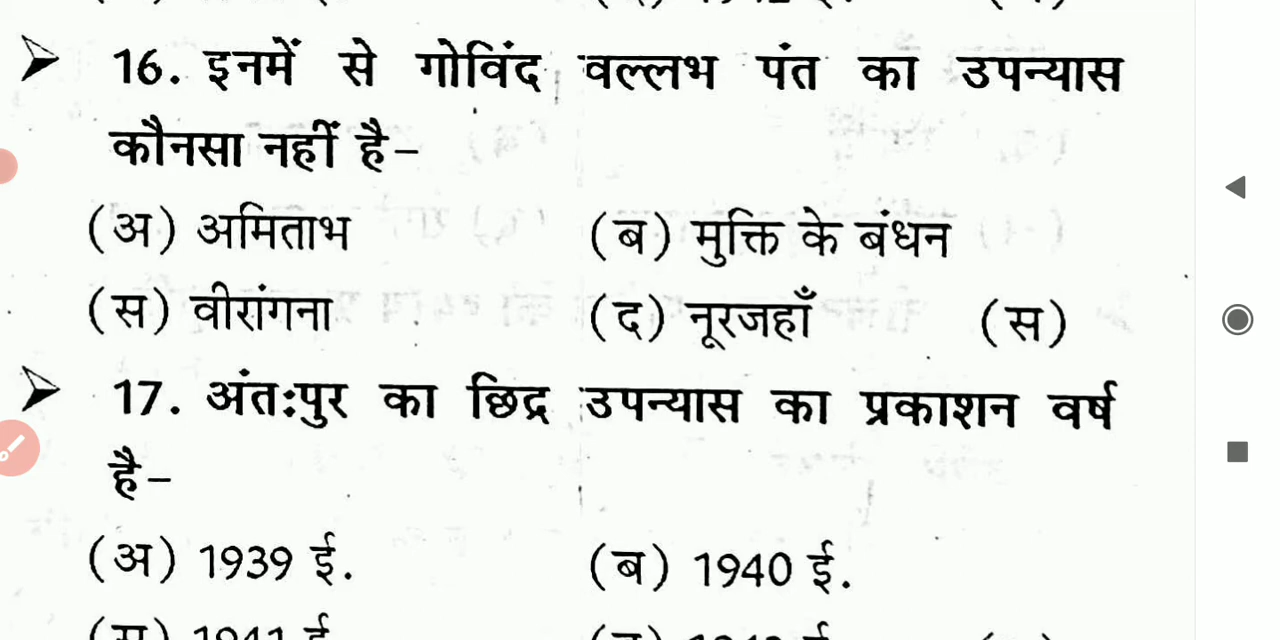 16. इनमें से गोविंद वल्लभ पंत का उपन्यास
कौनसा नहीं है–
(अ) अमिताभ (ब) मुक्ति के बंधन
(स) वीरांगना (द) नूरजहाँ (स)
17. अंतःपुर का छिद्र उपन्यास का प्रकाशन वर्ष
है–
(अ) 1939 ई. (ब) 1940 ई.